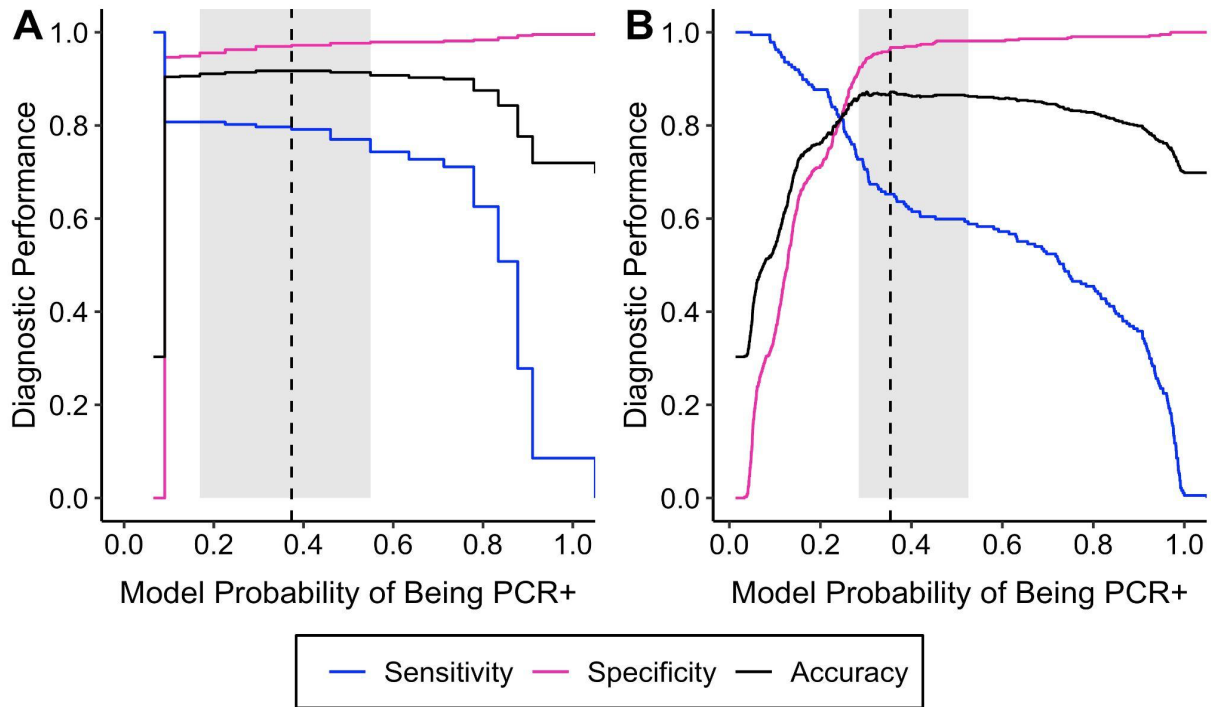 A
B
Diagnostic Performance
1.0
0.8
0.6
0.4
0.2
0.0
0.0 0.2 0.4 0.6 0.8 1.0
Model Probability of Being PCR+
Diagnostic Performance
1.0
0.8
0.6
0.4
0.2
0.0
0.0 0.2 0.4 0.6 0.8 1.0
Model Probability of Being PCR+
Sensitivity Specificity Accuracy